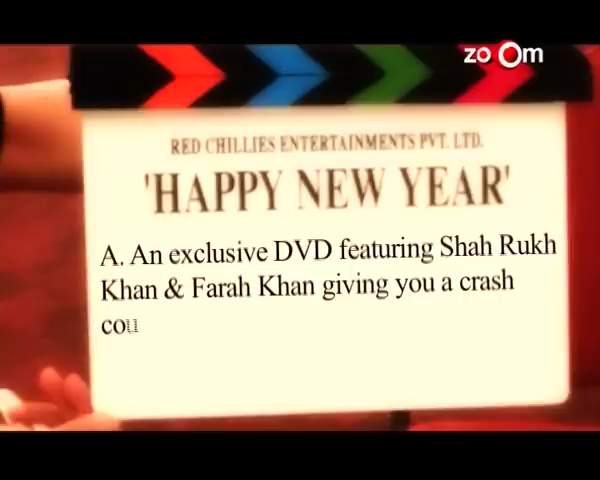 zoom
RED CHILLIES ENTERTAINMENTS PVT. LTD.
'HAPPY NEW YEAR'
A. An exclusive DVD featuring Shah Rukh
Khan & Farah Khan giving you a crash
cou